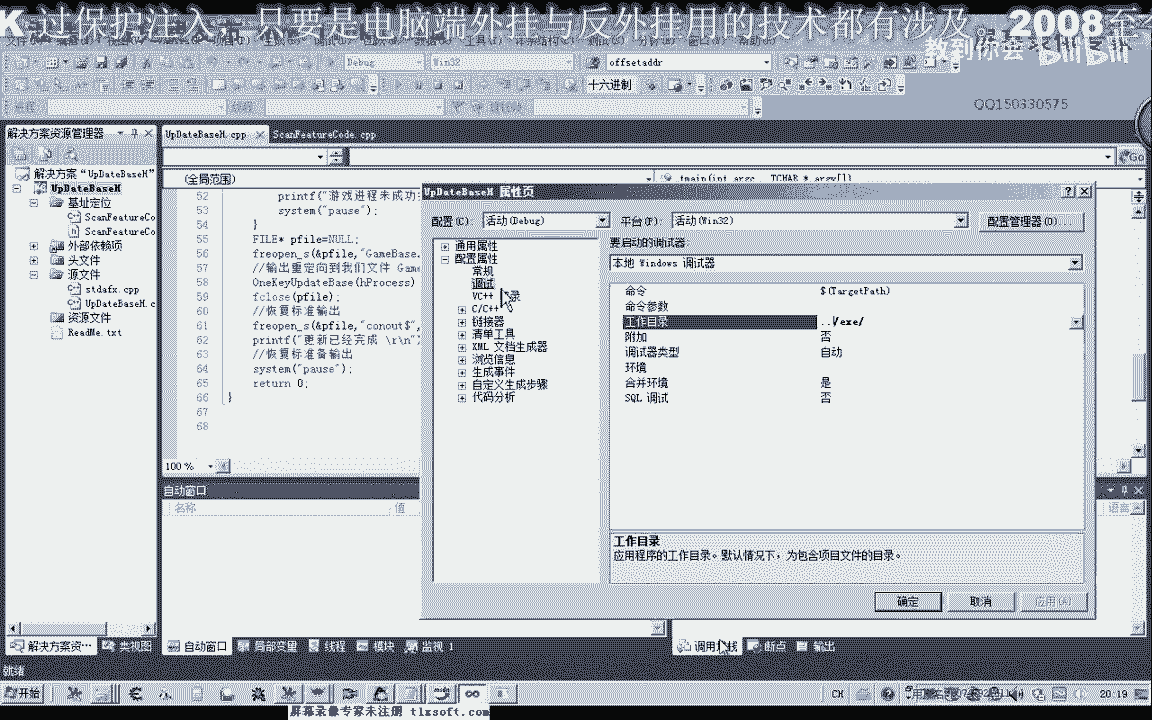 K 过保护注入，只要是电脑端外挂与反外挂用的技术都有涉及 2008至
教到你会
QQ150330575
Debug
Win32
offsetaddr
十六进制
解决方案资源管理器
UpDateBaseH.cpp
ScanFeatureCode.cpp
Go
解决方案"UpDateBaseH"
UpDateBaseH
基址定位
ScanFeatureCo
ScanFeatureCo
外部依赖项
头文件
源文件
stdafx.cpp
UpDateBaseH.c
资源文件
ReadMe.txt
(全局范围)
_tmain(int argc, _TCHAR * argv[])
52 printf("游戏进程未成功
53 system("pause");
54 }
55 FILE* pfile=NULL;
56 freopen_s(&pfile,"GameBase.
57 //输出重定向到我们文件 Game
58 OneKeyUpdateBase(hProcess)
59 fclose(pfile);
60 //恢复标准输出
61 freopen_s(&pfile,"conout$",
62 printf("更新已经完成 \r\n")
63 //恢复标准备输出
64 system("pause");
65 return 0;
66 }
67
68
100 %
UpDateBaseH 属性页
配置(C):
活动(Debug)
平台(P):
活动(Win32)
配置管理器(O)...
通用属性
配置属性
常规
调试
VC++ 目录
C/C++
链接器
清单工具
XML 文档生成器
浏览信息
生成事件
自定义生成步骤
代码分析
要启动的调试器:
本地 Windows 调试器
命令 $(TargetPath)
命令参数
工作目录 ../exe/
附加 否
调试器类型 自动
环境
合并环境 是
SQL 调试 否
工作目录
应用程序的工作目录。默认情况下，为包含项目文件的目录。
确定
取消
应用(A)
自动窗口
名称
值
语言
解决方案资...
类视图
自动窗口
局部变量
线程
模块
监视 1
调用堆栈
断点
输出
就绪
开始
CH
20:19
屏幕录像专家未注册 tlxsoft.com